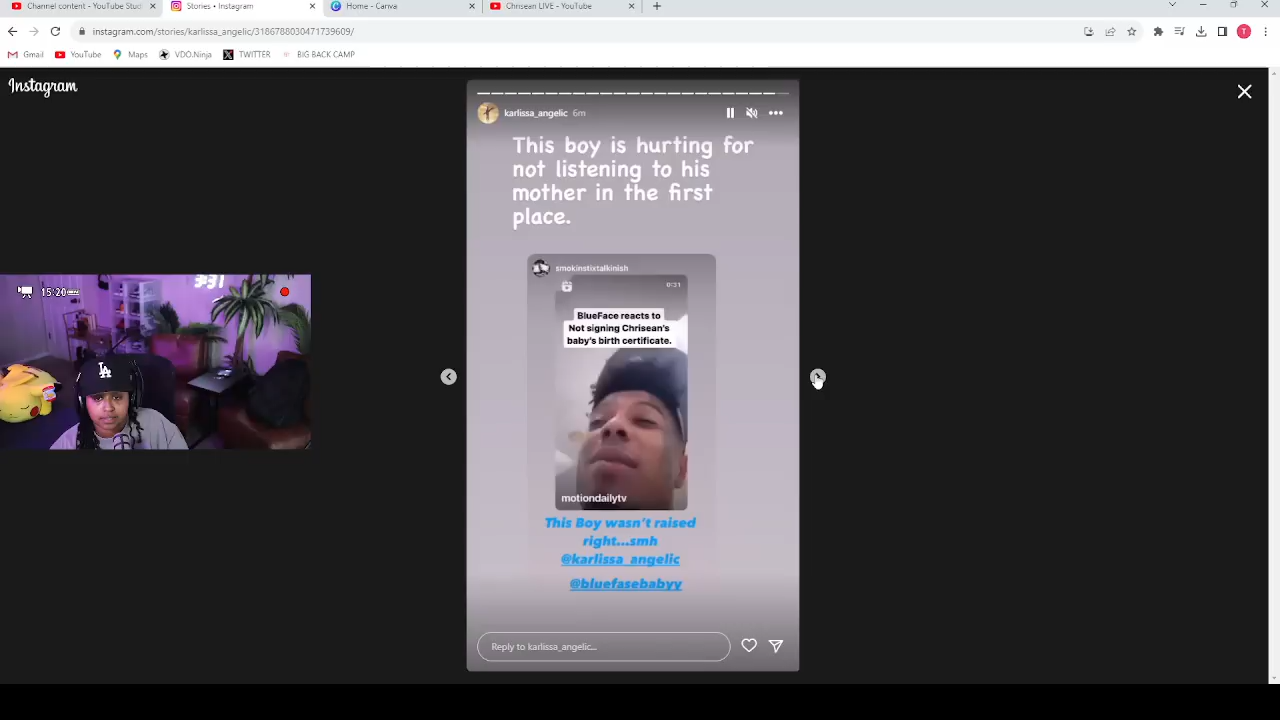 Channel content - YouTube Stud
Stories • Instagram
Home - Canva
Chrisean LIVE - YouTube
instagram.com/stories/karlissa_angelic/3186788030471739609/
Gmail
YouTube
Maps
VDO.Ninja
TWITTER
BIG BACK CAMP
T
Instagram
karlissa_angelic 6m
This boy is hurting for
not listening to his
mother in the first
place.
smokinstixtalkinish
0:31
BlueFace reacts to
Not signing Chrisean's
baby's birth certificate.
motiondailytv
This Boy wasn't raised
right...smh
@karlissa_angelic
@bluefasebabyy
Reply to karlissa_angelic...
3:31
15:20
LA